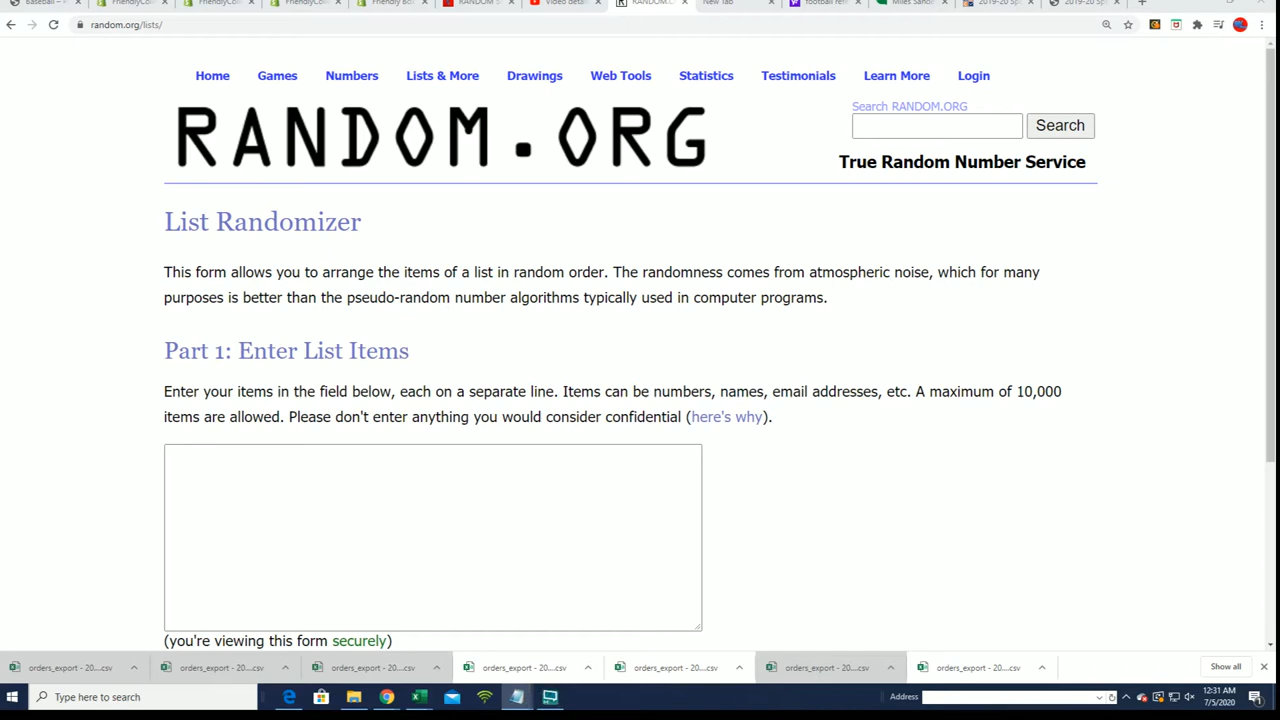 Baseball –
FriendlyCon
FriendlyCon
FriendlyCon
Friendly Bo
RANDOM S
Video details
RANDOM.O
New Tab
football ref
Miles Sand
2019-20 Sp
2019-20 Sp
random.org/lists/
Home Games Numbers Lists & More Drawings Web Tools Statistics Testimonials Learn More Login
RANDOM.ORG
Search RANDOM.ORG
Search
True Random Number Service
List Randomizer
This form allows you to arrange the items of a list in random order. The randomness comes from atmospheric noise, which for many
purposes is better than the pseudo-random number algorithms typically used in computer programs.
Part 1: Enter List Items
Enter your items in the field below, each on a separate line. Items can be numbers, names, email addresses, etc. A maximum of 10,000
items are allowed. Please don't enter anything you would consider confidential (here's why).
(you're viewing this form securely)
orders_export - 20....csv orders_export - 20....csv orders_export - 20....csv orders_export - 20....csv orders_export - 20....csv orders_export - 20....csv orders_export - 20....csv Show all
Type here to search
Address
12:31 AM
7/5/2020